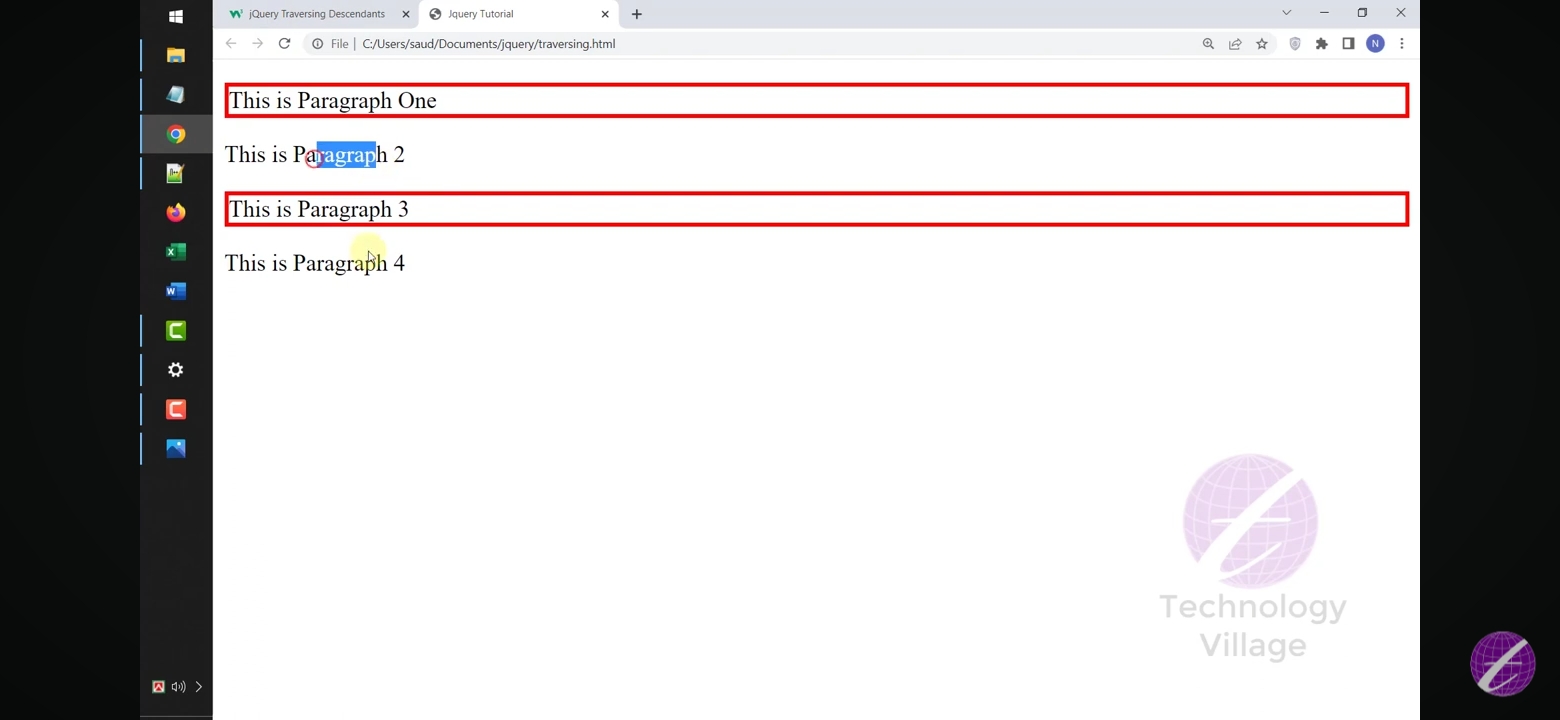 jQuery Traversing Descendants
Jquery Tutorial
File
C:/Users/saud/Documents/jquery/traversing.html
N
This is Paragraph One
This is Paragraph 2
This is Paragraph 3
This is Paragraph 4
Technology
Village